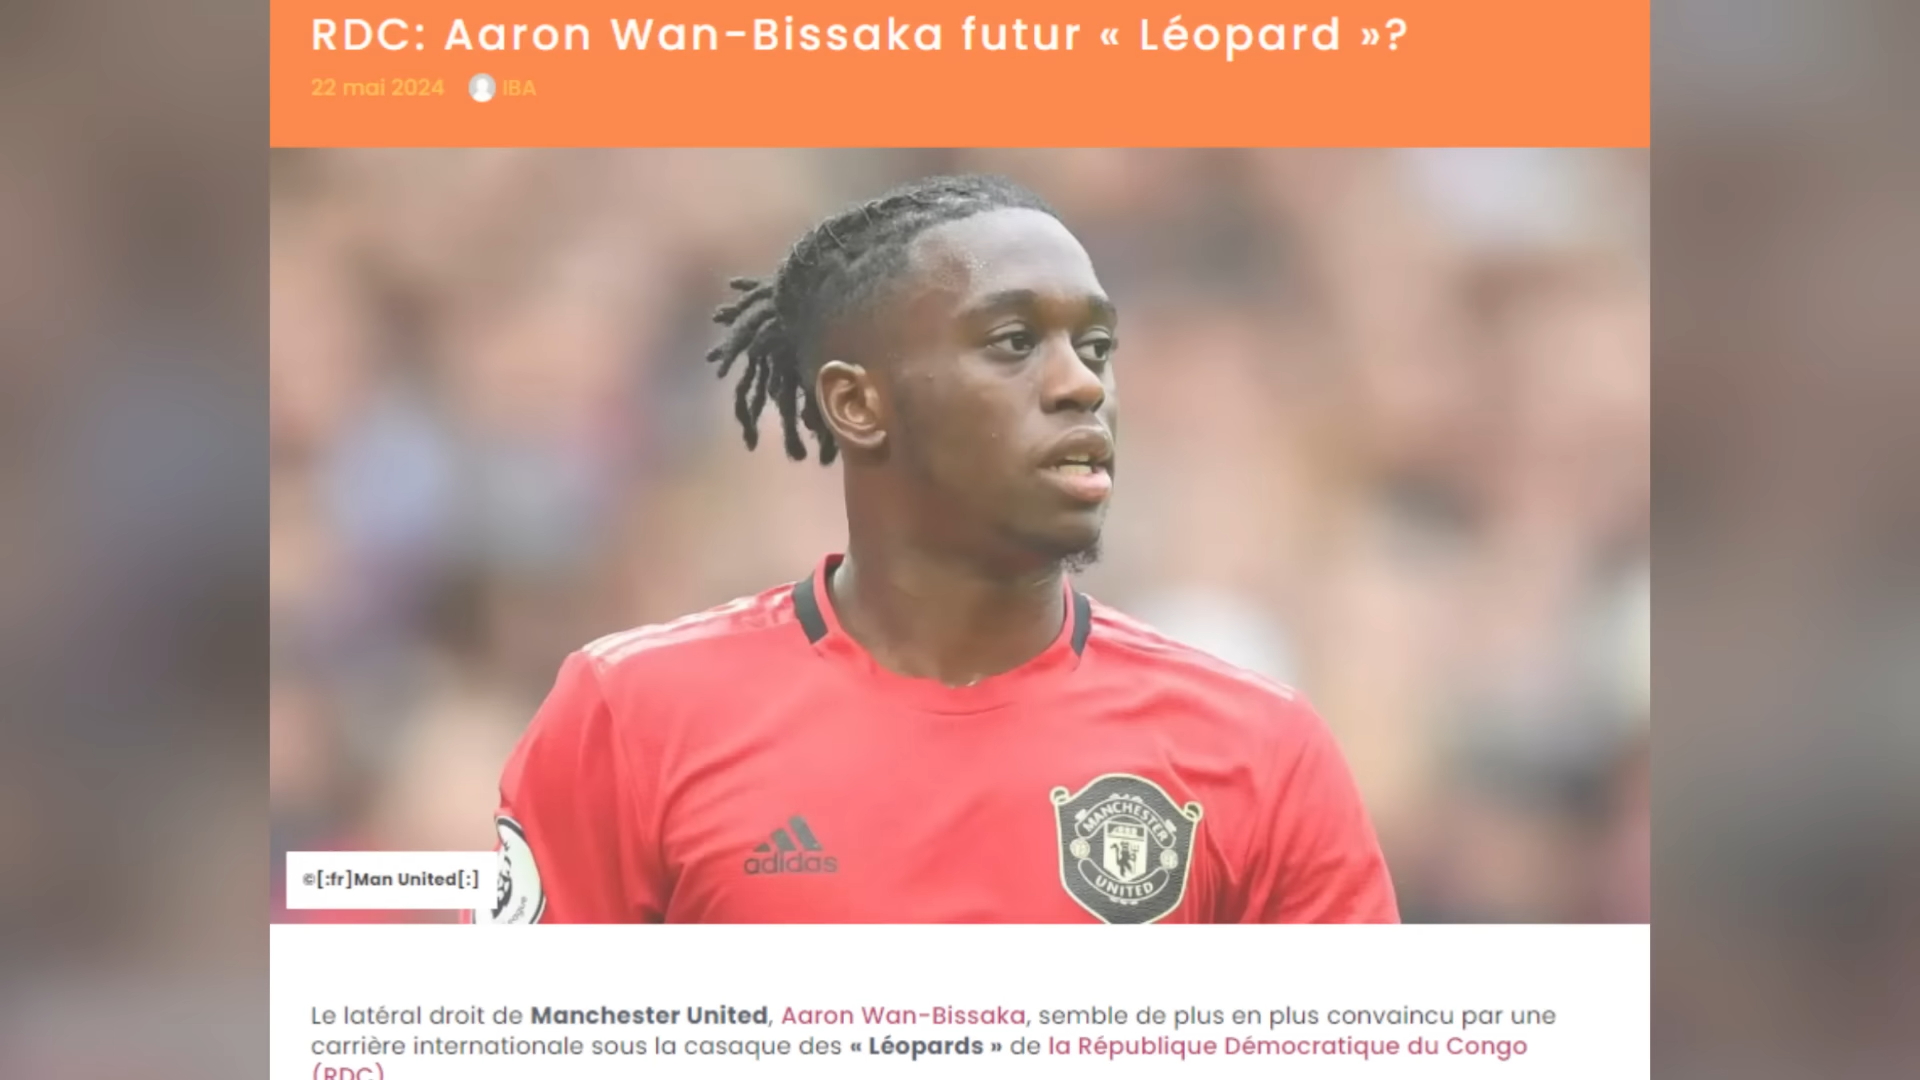 RDC: Aaron Wan-Bissaka futur « Léopard »?
22 mai 2024 IBA
MANCHESTER
UNITED
adidas
©[:fr]Man United[:]
Le latéral droit de Manchester United, Aaron Wan-Bissaka, semble de plus en plus convaincu par une
carrière internationale sous la casaque des « Léopards » de la République Démocratique du Congo
(RDC)